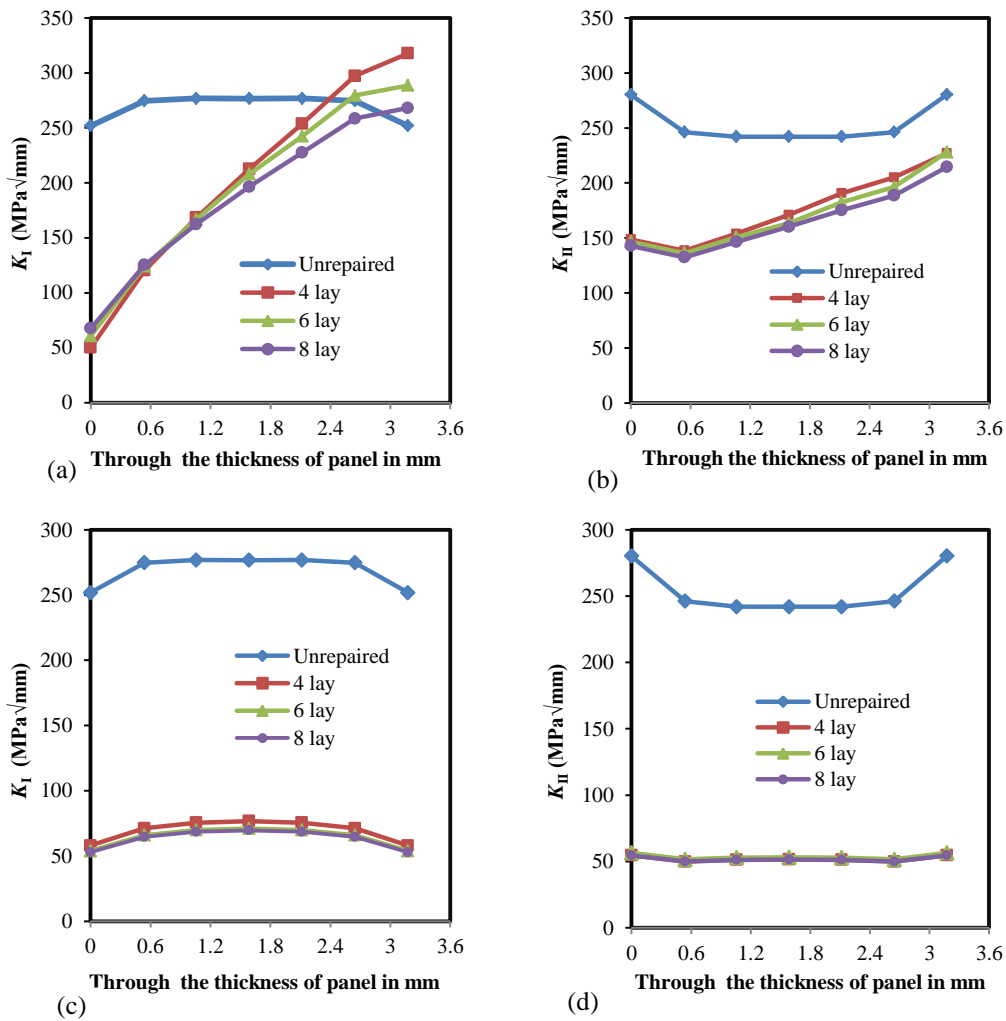 350
300
250
200
150
100
50
0
K_I (MPa√mm)
Unrepaired
4 lay
6 lay
8 lay
0 0.6 1.2 1.8 2.4 3 3.6
Through the thickness of panel in mm
(a)
350
300
250
200
150
100
50
0
K_II (MPa√mm)
Unrepaired
4 lay
6 lay
8 lay
0 0.6 1.2 1.8 2.4 3 3.6
Through the thickness of panel in mm
(b)
300
250
200
150
100
50
0
K_I (MPa√mm)
Unrepaired
4 lay
6 lay
8 lay
0 0.6 1.2 1.8 2.4 3 3.6
Through the thickness of panel in mm
(c)
300
250
200
150
100
50
0
K_II (MPa√mm)
Unrepaired
4 lay
6 lay
8 lay
0 0.6 1.2 1.8 2.4 3 3.6
Through the thickness of panel in mm
(d)